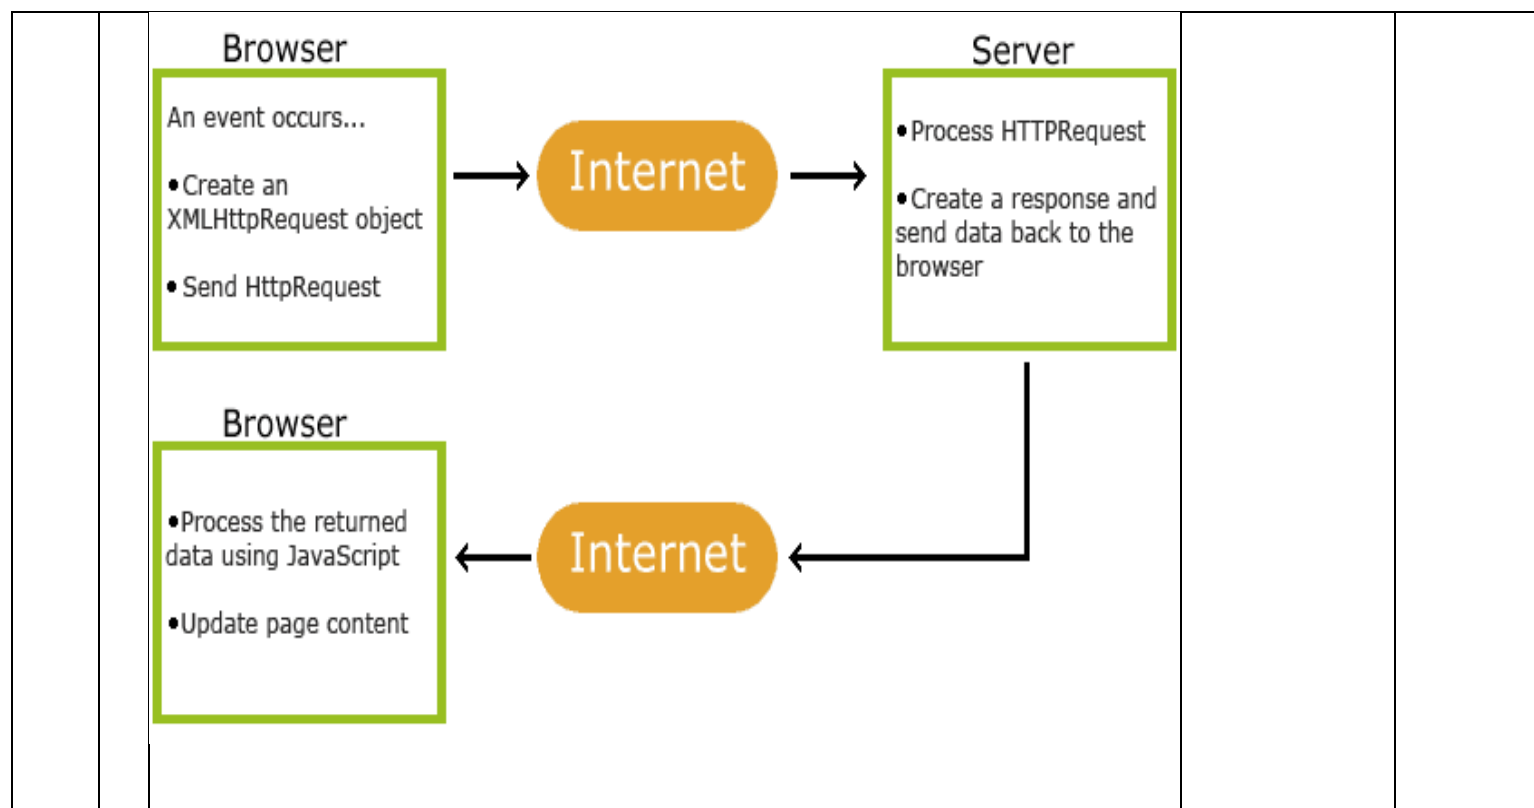 Browser
An event occurs...
•Create an
XMLHttpRequest object
• Send HttpRequest
Internet
Server
•Process HTTPRequest
•Create a response and
send data back to the
browser
Browser
•Process the returned
data using JavaScript
•Update page content
Internet